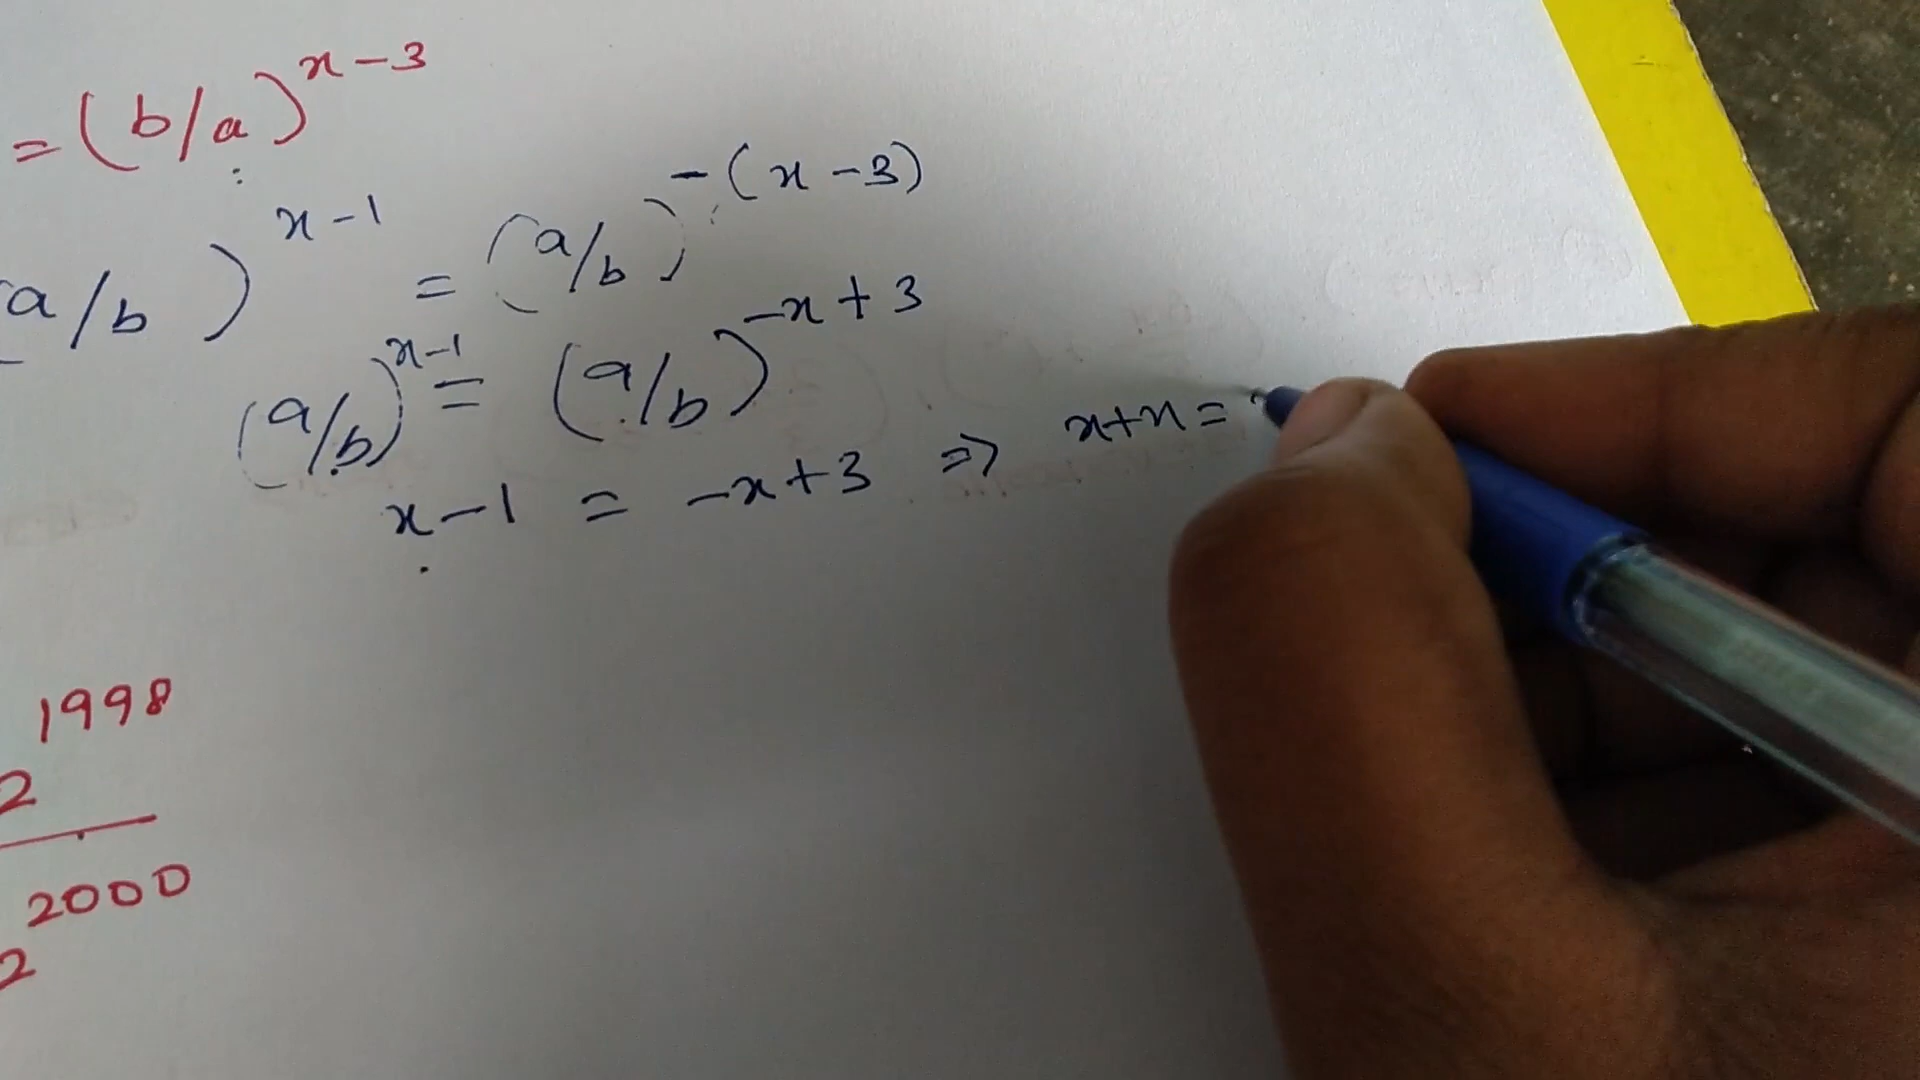 = (b/a)^x-3
a/b)^x-1 = (a/b)^-(x-3)
(a/b)^x-1 = (a/b)^-x+3
x-1 = -x+3 => x+x =
1998
2
2000
2